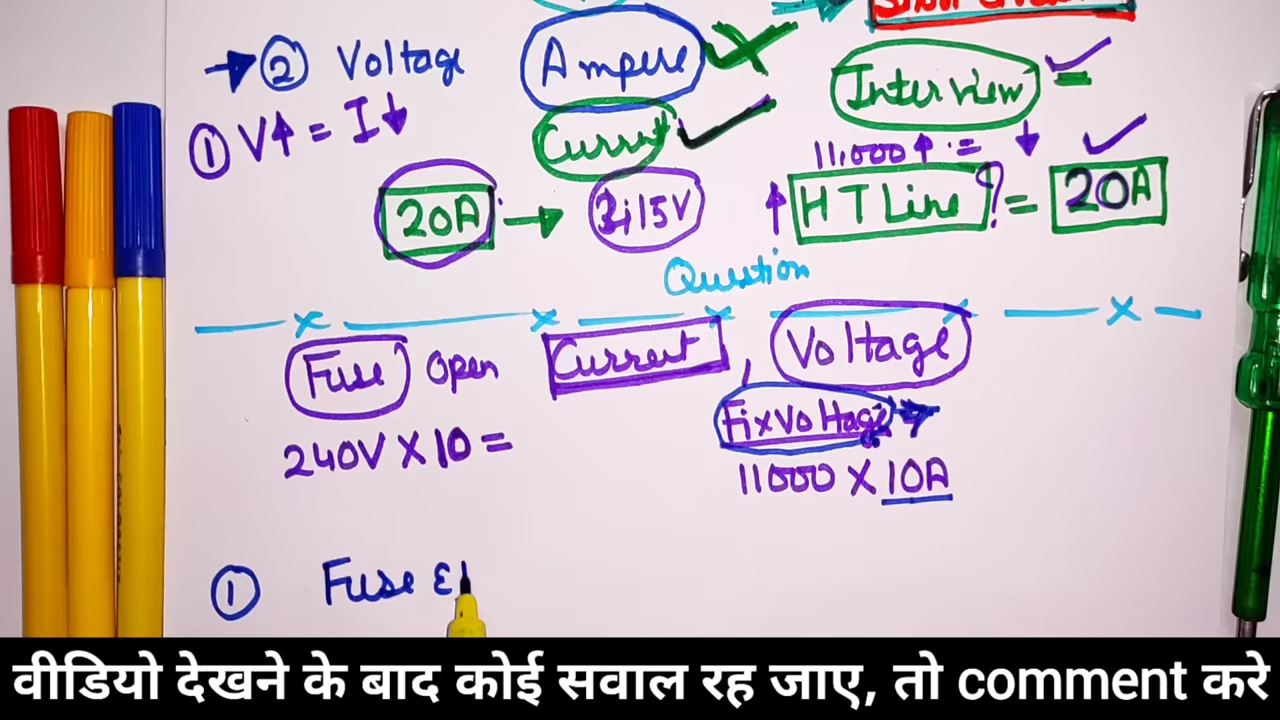 ② Voltage Ampere
Interview =
① V↑ = I↓
Current
11,000↑ = ↓
20A → 415V
↑ HT Line ? = 20A
Question
Fuse Open Current, Voltage
Fix Voltage →
240V X 10 =
11000 X 10A
① Fuse
वीडियो देखने के बाद कोई सवाल रह जाए, तो comment करे